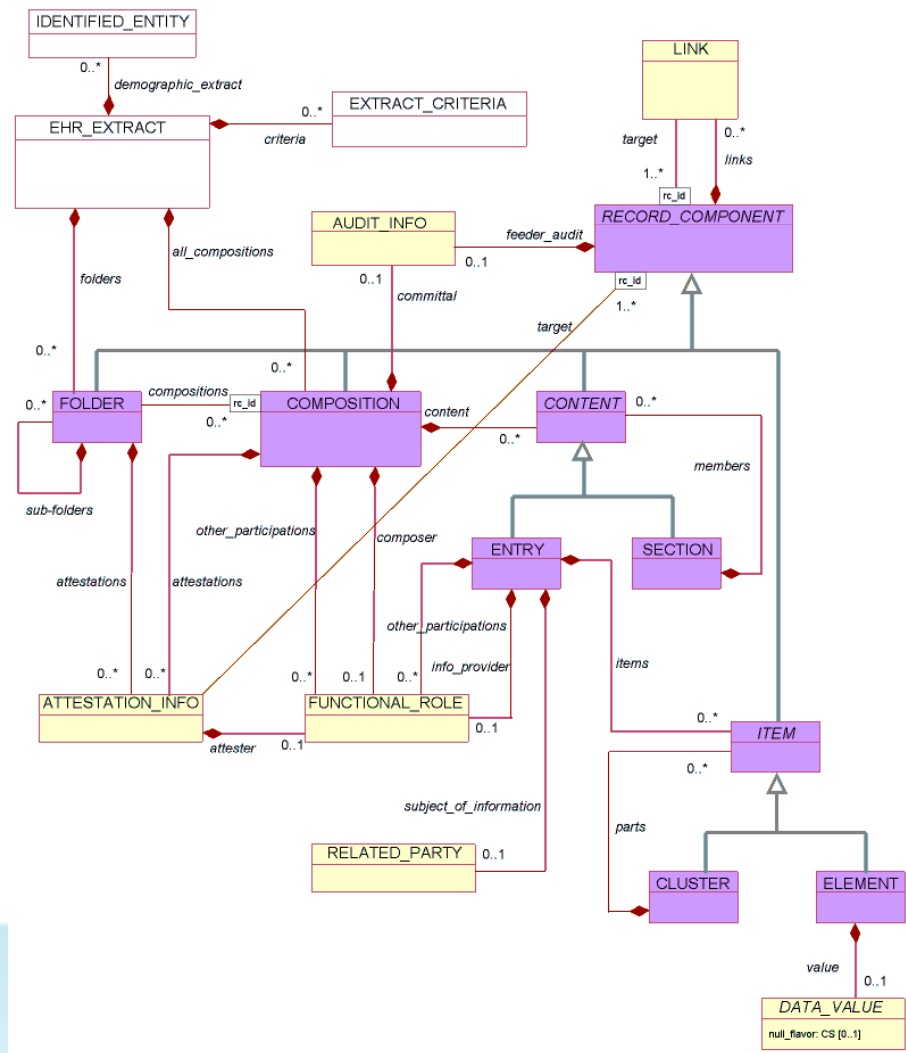 IDENTIFIED_ENTITY
0..*
demographic_extract
EHR_EXTRACT
0..*
criteria
EXTRACT_CRITERIA
LINK
target
0..*
links
1..*
rc_id
RECORD_COMPONENT
AUDIT_INFO
feeder_audit
0..1
0..1
committal
rc_id
1..*
target
all_compositions
folders
0..*
0..*
0..*
FOLDER
compositions
rc_id
0..*
COMPOSITION
content
0..*
CONTENT
0..*
members
sub-folders
other_participations
composer
ENTRY
SECTION
attestations
attestations
other_participations
info_provider
items
0..*
0..*
0..*
0..1
0..*
ATTESTATION_INFO
attester
0..1
FUNCTIONAL_ROLE
0..1
0..*
ITEM
0..*
subject_of_information
parts
RELATED_PARTY
0..1
CLUSTER
ELEMENT
value
0..1
DATA_VALUE
null_flavor: CS [0..1]